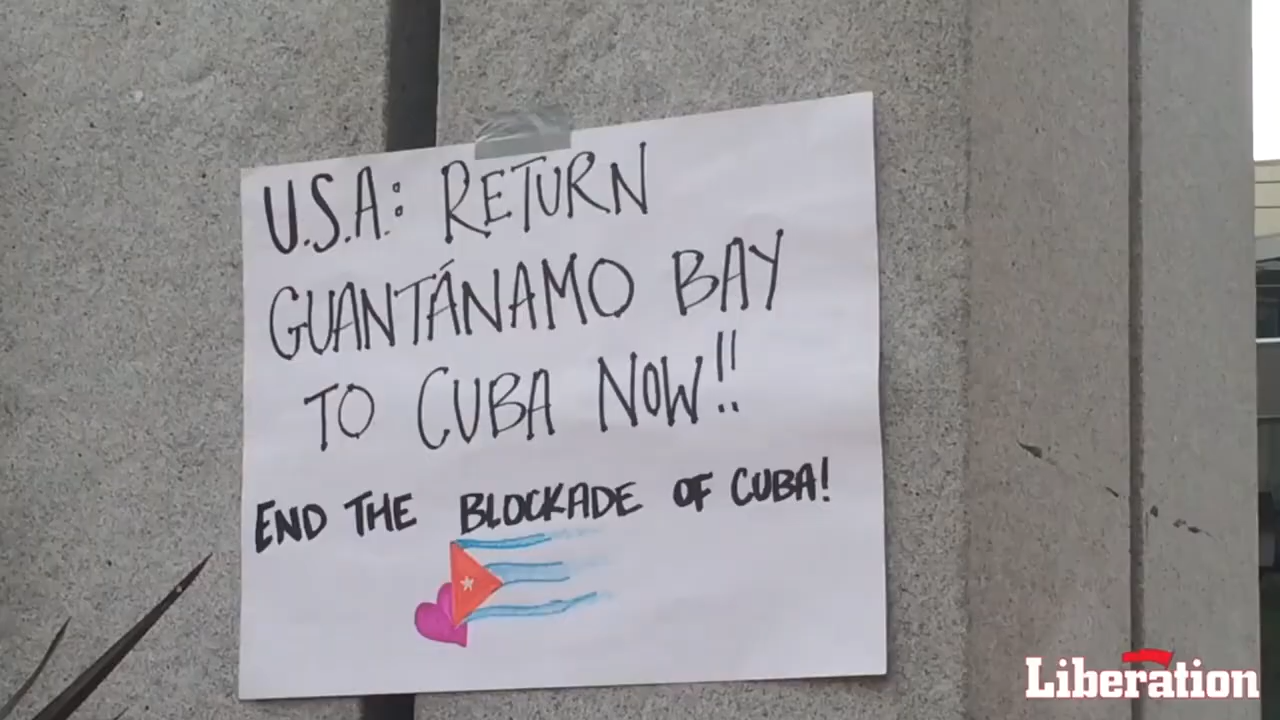 U.S.A.: RETURN
GUANTÁNAMO BAY
TO CUBA NOW!!
END THE BLOCKADE OF CUBA!
Liberation